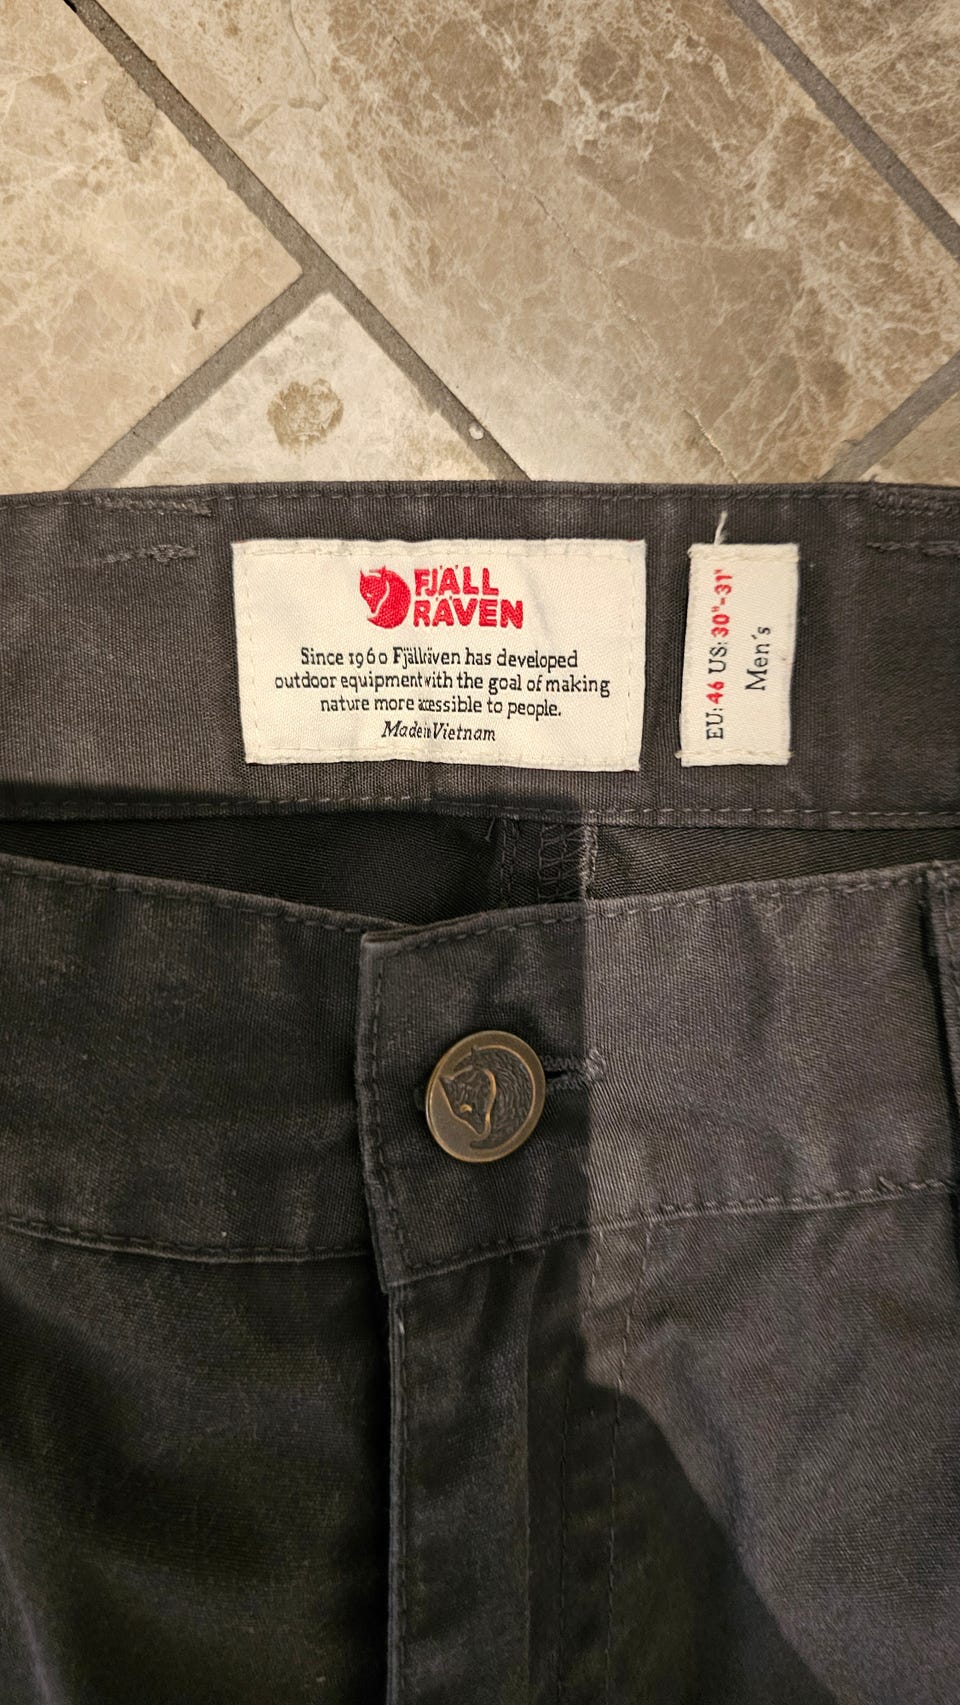 FJÄLL
RÄVEN
Since 1960 Fjällräven has developed
outdoor equipment with the goal of making
nature more accessible to people.
Made in Vietnam
EU: 46 US: 30"-31"
Men´s